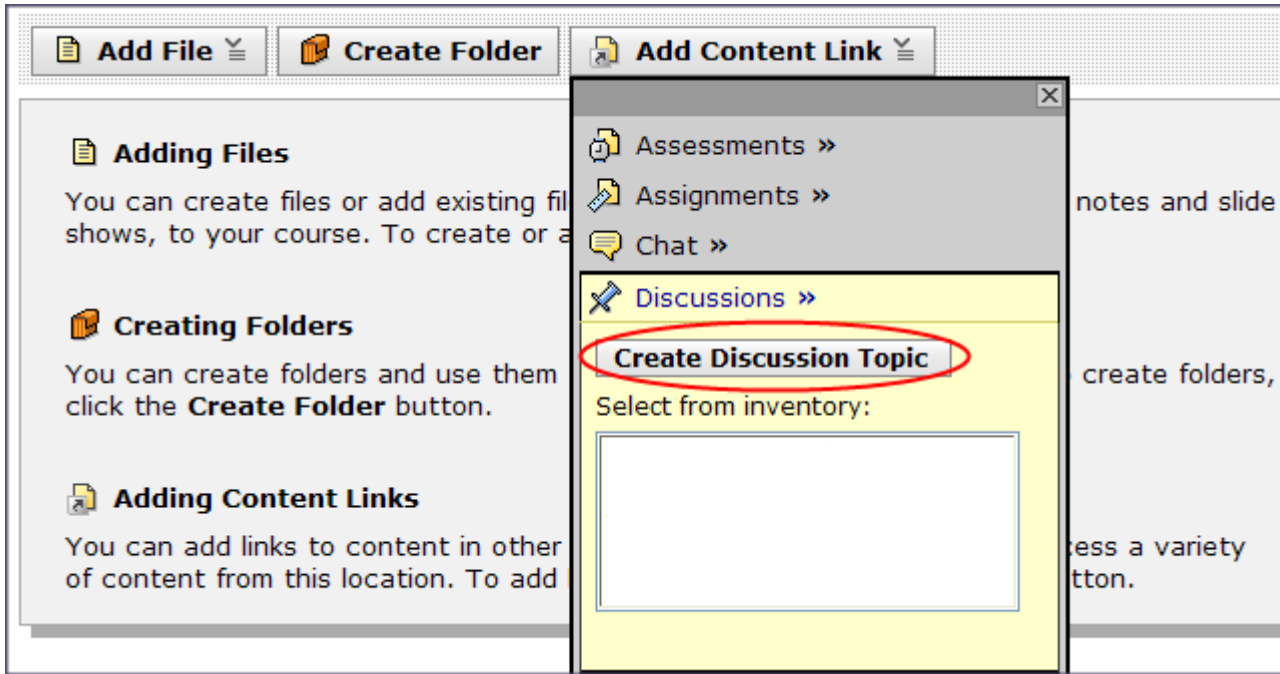 Add File Create Folder Add Content Link
Adding Files
You can create files or add existing
shows, to your course. To create or
notes and slide
Creating Folders
You can create folders and use them
click the Create Folder button.
create folders,
Adding Content Links
You can add links to content in other
of content from this location. To add
a variety
Assessments »
Assignments »
Chat »
Discussions »
Create Discussion Topic
Select from inventory: